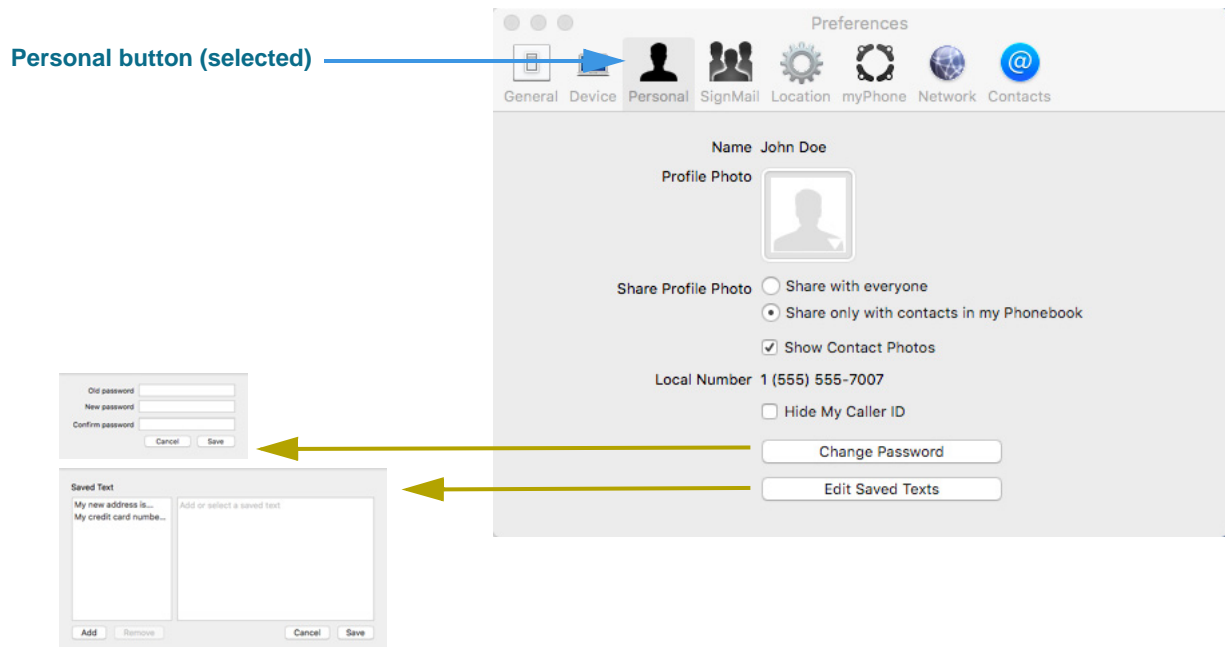 Preferences
Personal button (selected)
General Device Personal SignMail Location myPhone Network Contacts
Name John Doe
Profile Photo
Share Profile Photo Share with everyone
Share only with contacts in my Phonebook
Show Contact Photos
Local Number 1 (555) 555-7007
Hide My Caller ID
Change Password
Edit Saved Texts
Old password
New password
Confirm password
Cancel Save
Saved Text
My new address is...
My credit card numbe...
Add or select a saved text
Add Remove Cancel Save